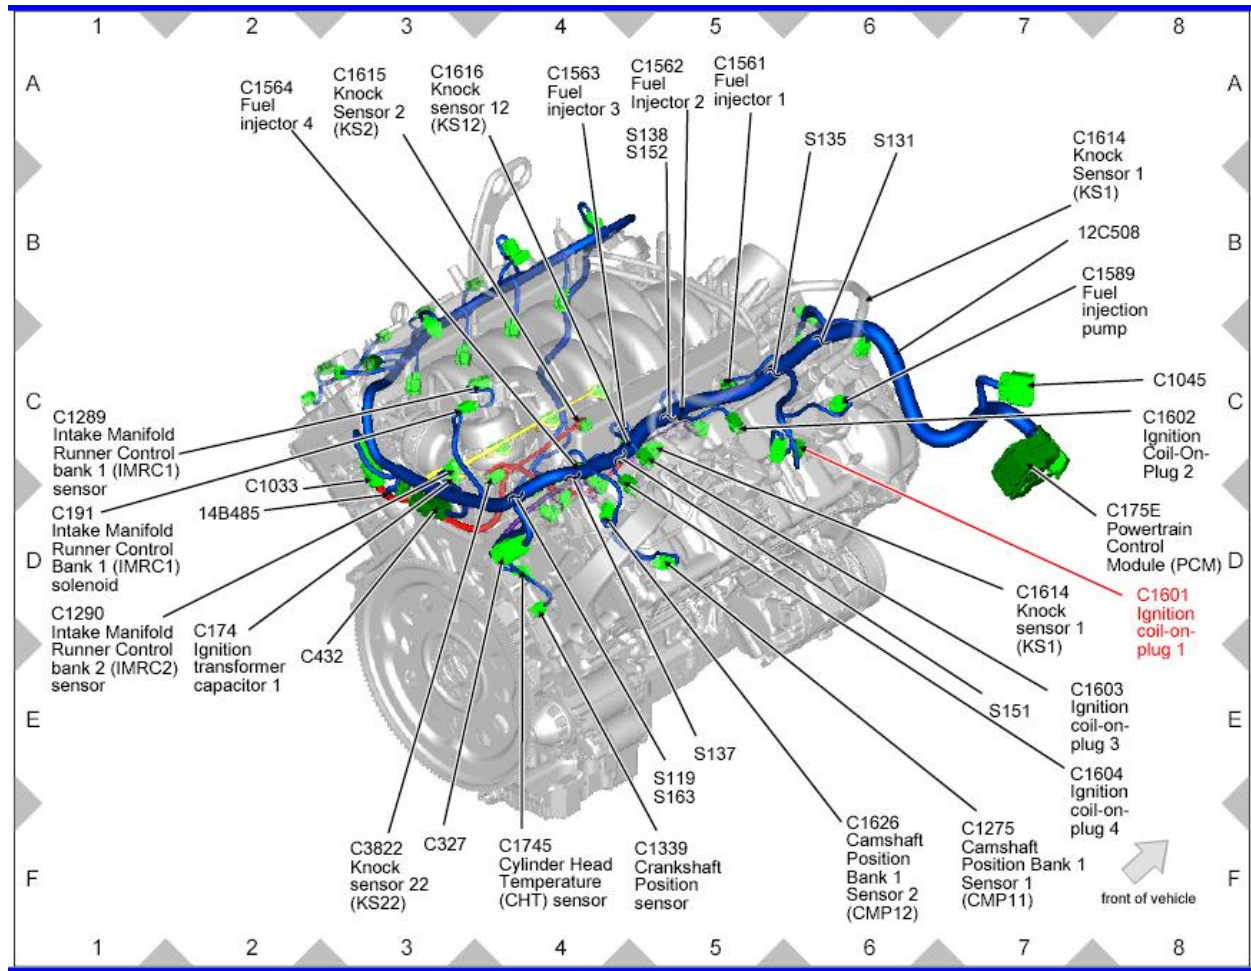 1 2 3 4 5 6 7 8
A
A
C1564
Fuel
injector 4
C1615
Knock
Sensor 2
(KS2)
C1616
Knock
sensor 12
(KS12)
C1563
Fuel
injector 3
C1562
Fuel
Injector 2
C1561
Fuel
injector 1
S138
S152
S135
S131
C1614
Knock
Sensor 1
(KS1)
B
B
12C508
C1589
Fuel
injection
pump
C
C
C1045
C1602
Ignition
Coil-On-
Plug 2
C1289
Intake Manifold
Runner Control
bank 1 (IMRC1)
sensor
C1033
14B485
C191
Intake Manifold
Runner Control
Bank 1 (IMRC1)
solenoid
C175E
Powertrain
Control
Module (PCM)
D
D
C1290
Intake Manifold
Runner Control
bank 2 (IMRC2)
sensor
C174
Ignition
transformer
capacitor 1
C432
C1614
Knock
sensor 1
(KS1)
C1601
Ignition
coil-on-
plug 1
E
E
C1603
Ignition
coil-on-
plug 3
S151
S137
S119
S163
C1604
Ignition
coil-on-
plug 4
F
F
C3822
Knock
sensor 22
(KS22)
C327
C1745
Cylinder Head
Temperature
(CHT) sensor
C1339
Crankshaft
Position
sensor
C1626
Camshaft
Position
Bank 1
Sensor 2
(CMP12)
C1275
Camshaft
Position Bank 1
Sensor 1
(CMP11)
front of vehicle
1 2 3 4 5 6 7 8